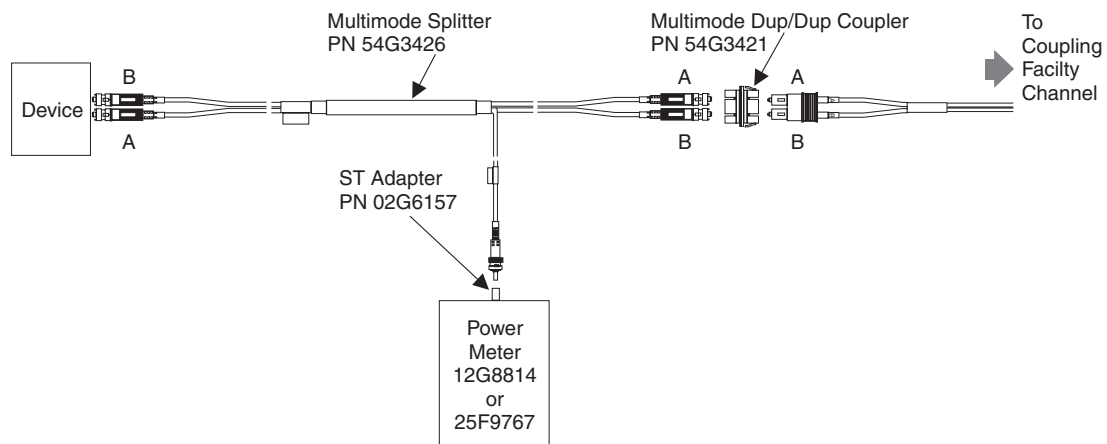 Multimode Splitter
PN 54G3426
Multimode Dup/Dup Coupler
PN 54G3421
To
Coupling
Facilty
Channel
B
A
A
Device
A
B
B
ST Adapter
PN 02G6157
Power
Meter
12G8814
or
25F9767